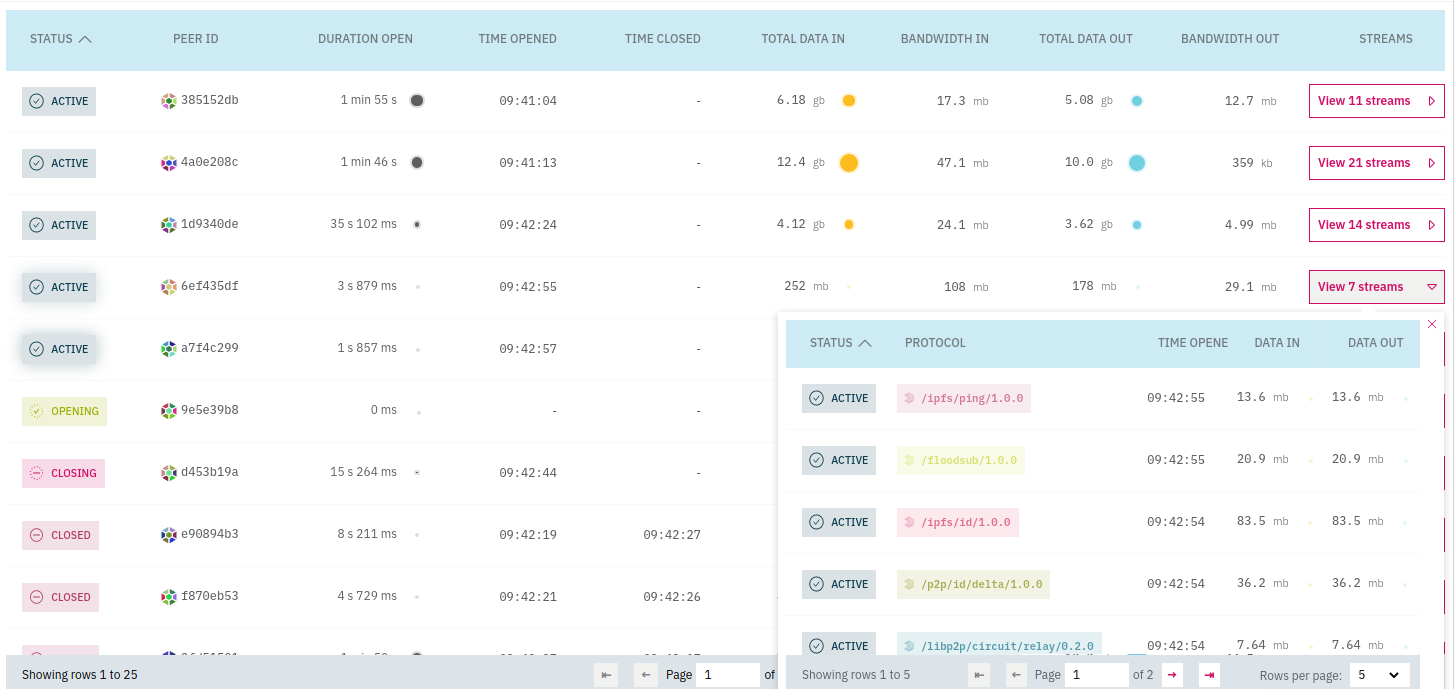 STATUS PEER ID DURATION OPEN TIME OPENED TIME CLOSED TOTAL DATA IN BANDWIDTH IN TOTAL DATA OUT BANDWIDTH OUT STREAMS
ACTIVE 385152db 1 min 55 s 09:41:04 - 6.18 gb 17.3 mb 5.08 gb 12.7 mb View 11 streams
ACTIVE 4a0e208c 1 min 46 s 09:41:13 - 12.4 gb 47.1 mb 10.0 gb 359 kb View 21 streams
ACTIVE 1d9340de 35 s 102 ms 09:42:24 - 4.12 gb 24.1 mb 3.62 gb 4.99 mb View 14 streams
ACTIVE 6ef435df 3 s 879 ms 09:42:55 - 252 mb 108 mb 178 mb 29.1 mb View 7 streams
ACTIVE a7f4c299 1 s 857 ms 09:42:57 -
OPENING 9e5e39b8 0 ms - -
CLOSING d453b19a 15 s 264 ms 09:42:44 -
CLOSED e90894b3 8 s 211 ms 09:42:19 09:42:27
CLOSED f870eb53 4 s 729 ms 09:42:21 09:42:26
Showing rows 1 to 25 Page 1 of
STATUS PROTOCOL TIME OPENE DATA IN DATA OUT
ACTIVE /ipfs/ping/1.0.0 09:42:55 13.6 mb 13.6 mb
ACTIVE /floodsub/1.0.0 09:42:55 20.9 mb 20.9 mb
ACTIVE /ipfs/id/1.0.0 09:42:54 83.5 mb 83.5 mb
ACTIVE /p2p/id/delta/1.0.0 09:42:54 36.2 mb 36.2 mb
ACTIVE /libp2p/circuit/relay/0.2.0 09:42:54 7.64 mb 7.64 mb
Showing rows 1 to 5 Page 1 of 2 Rows per page: 5